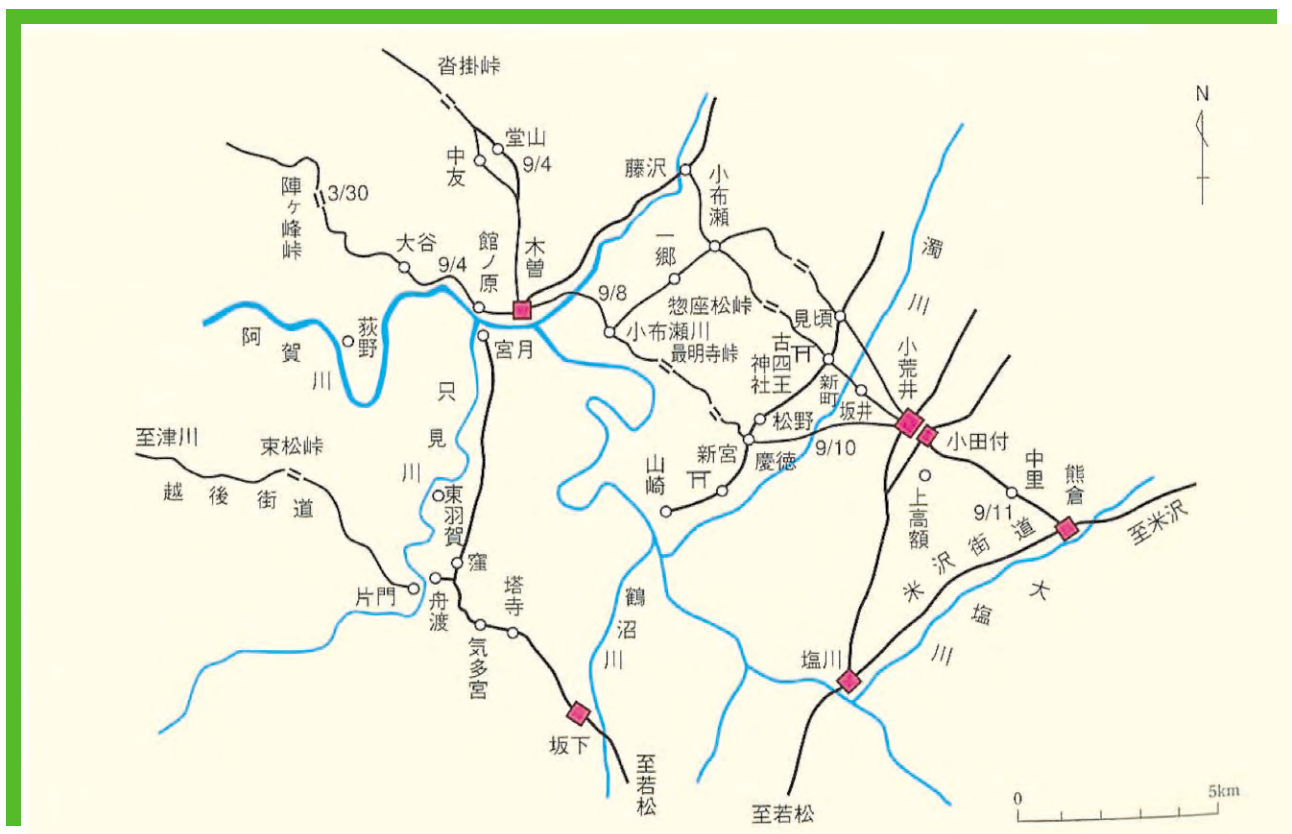 沓掛峠
N
堂山
9/4
中友
藤沢
小布瀬
陣ヶ峰峠
3/30
大谷
9/4
館ノ原
木曽
一郷
濁川
9/8
惣座松峠
見頃
阿賀川
荻野
宮月
小布瀬川
最明寺峠
古四王神社
新町
小荒井
坂井
只見川
松野
慶徳
9/10
小田付
至津川
束松峠
越後街道
新宮
山崎
中里
熊倉
上高額
9/11
東羽賀
至米沢
米沢街道
窪
片門
舟渡
塔寺
鶴沼川
大塩川
気多宮
塩川
坂下
至若松
至若松
0
5km